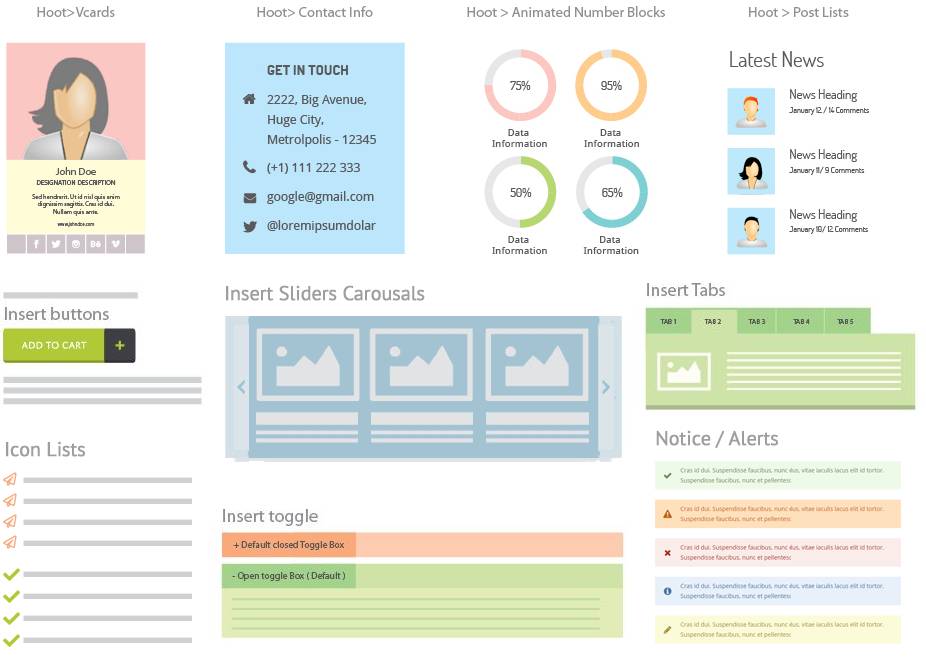 Hoot>Vcards
John Doe
DESIGNATION DESCRIPTION
Sed hendrerit. Ut id nisl quis enim
dignissim sagittis. Cras id dui.
Nullam quis ante.
www.johndoe.com
Hoot> Contact Info
GET IN TOUCH
2222, Big Avenue,
Huge City,
Metrolpolis - 12345
(+1) 111 222 333
google@gmail.com
@loremipsumdolar
Hoot > Animated Number Blocks
75%
95%
Data
Information
Data
Information
50%
65%
Data
Information
Data
Information
Hoot > Post Lists
Latest News
News Heading
January 12 / 14 Comments
News Heading
January 11/ 9 Comments
News Heading
January 10/ 12 Comments
Insert buttons
ADD TO CART +
Icon Lists
Insert Sliders Carousals
Insert toggle
+ Default closed Toggle Box
- Open toggle Box ( Default )
Insert Tabs
TAB 1 TAB 2 TAB 3 TAB 4 TAB 5
Notice / Alerts
Cras id dui. Suspendisse faucibus, nunc éus, vitae iaculis lacus elit id tortor.
Suspendisse faucibus, nunc et pellentesc
Cras id dui. Suspendisse faucibus, nunc éus, vitae iaculis lacus elit id tortor.
Suspendisse faucibus, nunc et pellentesc
Cras id dui. Suspendisse faucibus, nunc éus, vitae iaculis lacus elit id tortor.
Suspendisse faucibus, nunc et pellentesc
Cras id dui. Suspendisse faucibus, nunc éus, vitae iaculis lacus elit id tortor.
Suspendisse faucibus, nunc et pellentesc
Cras id dui. Suspendisse faucibus, nunc éus, vitae iaculis lacus elit id tortor.
Suspendisse faucibus, nunc et pellentesc